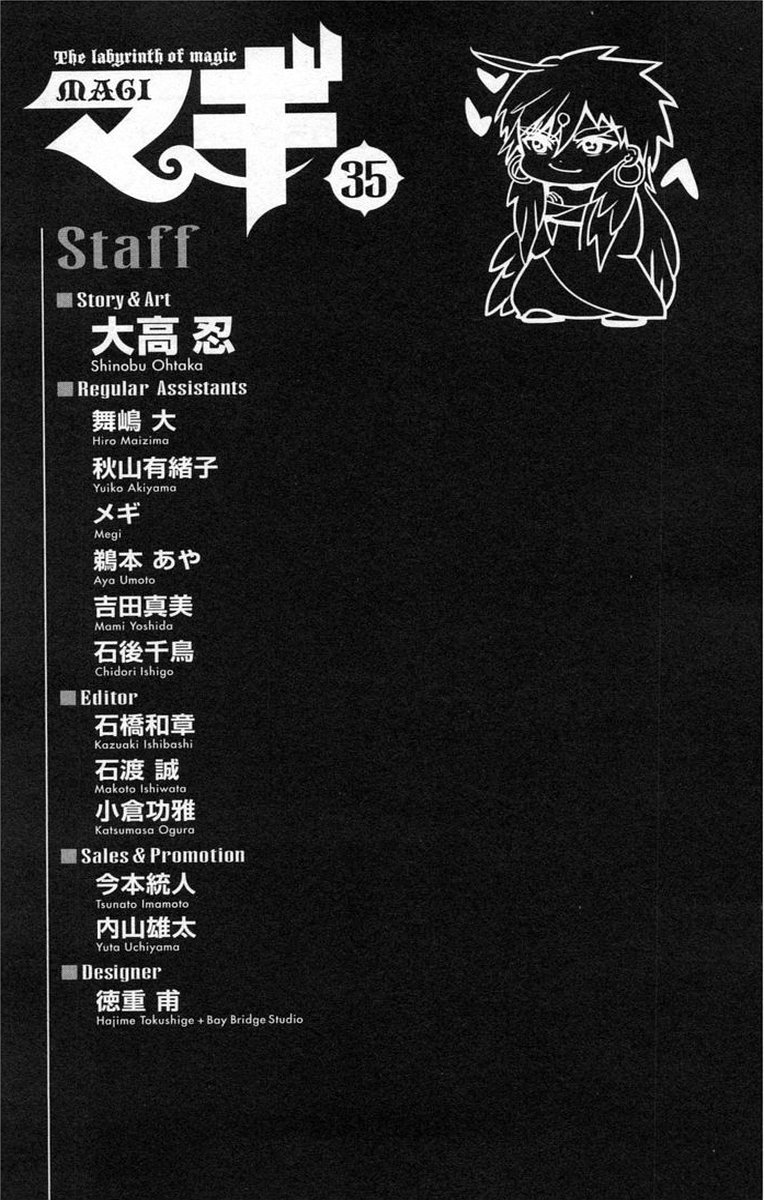 The labyrinth of magic
MAGI
マギ
35
Staff
Story & Art
大高 忍
Shinobu Ohtaka
Regular Assistants
舞嶋 大
Hiro Maizima
秋山有緒子
Yuiko Akiyama
メギ
Megi
鵜本 あや
Aya Umoto
吉田真美
Mami Yoshida
石後千鳥
Chidori Ishigo
Editor
石橋和章
Kazuaki Ishibashi
石渡 誠
Makoto Ishiwata
小倉功雅
Katsumasa Ogura
Sales & Promotion
今本統人
Tsunato Imamoto
内山雄太
Yuta Uchiyama
Designer
徳重 甫
Hajime Tokushige + Bay Bridge Studio